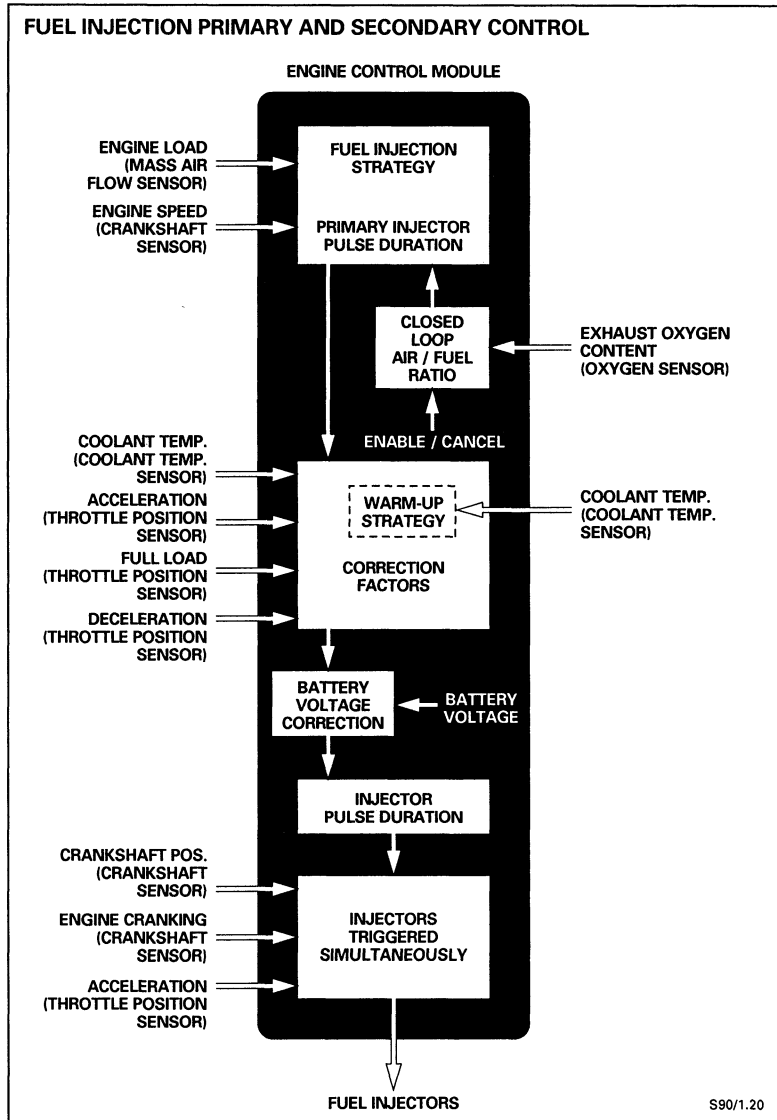 FUEL INJECTION PRIMARY AND SECONDARY CONTROL
ENGINE CONTROL MODULE
ENGINE LOAD
(MASS AIR
FLOW SENSOR)
ENGINE SPEED
(CRANKSHAFT
SENSOR)
FUEL INJECTION
STRATEGY
PRIMARY INJECTOR
PULSE DURATION
CLOSED
LOOP
AIR / FUEL
RATIO
EXHAUST OXYGEN
CONTENT
(OXYGEN SENSOR)
ENABLE / CANCEL
COOLANT TEMP.
(COOLANT TEMP.
SENSOR)
ACCELERATION
(THROTTLE POSITION
SENSOR)
FULL LOAD
(THROTTLE POSITION
SENSOR)
DECELERATION
(THROTTLE POSITION
SENSOR)
WARM-UP
STRATEGY
CORRECTION
FACTORS
COOLANT TEMP.
(COOLANT TEMP.
SENSOR)
BATTERY
VOLTAGE
CORRECTION
BATTERY
VOLTAGE
INJECTOR
PULSE DURATION
CRANKSHAFT POS.
(CRANKSHAFT
SENSOR)
ENGINE CRANKING
(CRANKSHAFT
SENSOR)
ACCELERATION
(THROTTLE POSITION
SENSOR)
INJECTORS
TRIGGERED
SIMULTANEOUSLY
FUEL INJECTORS
S90/1.20